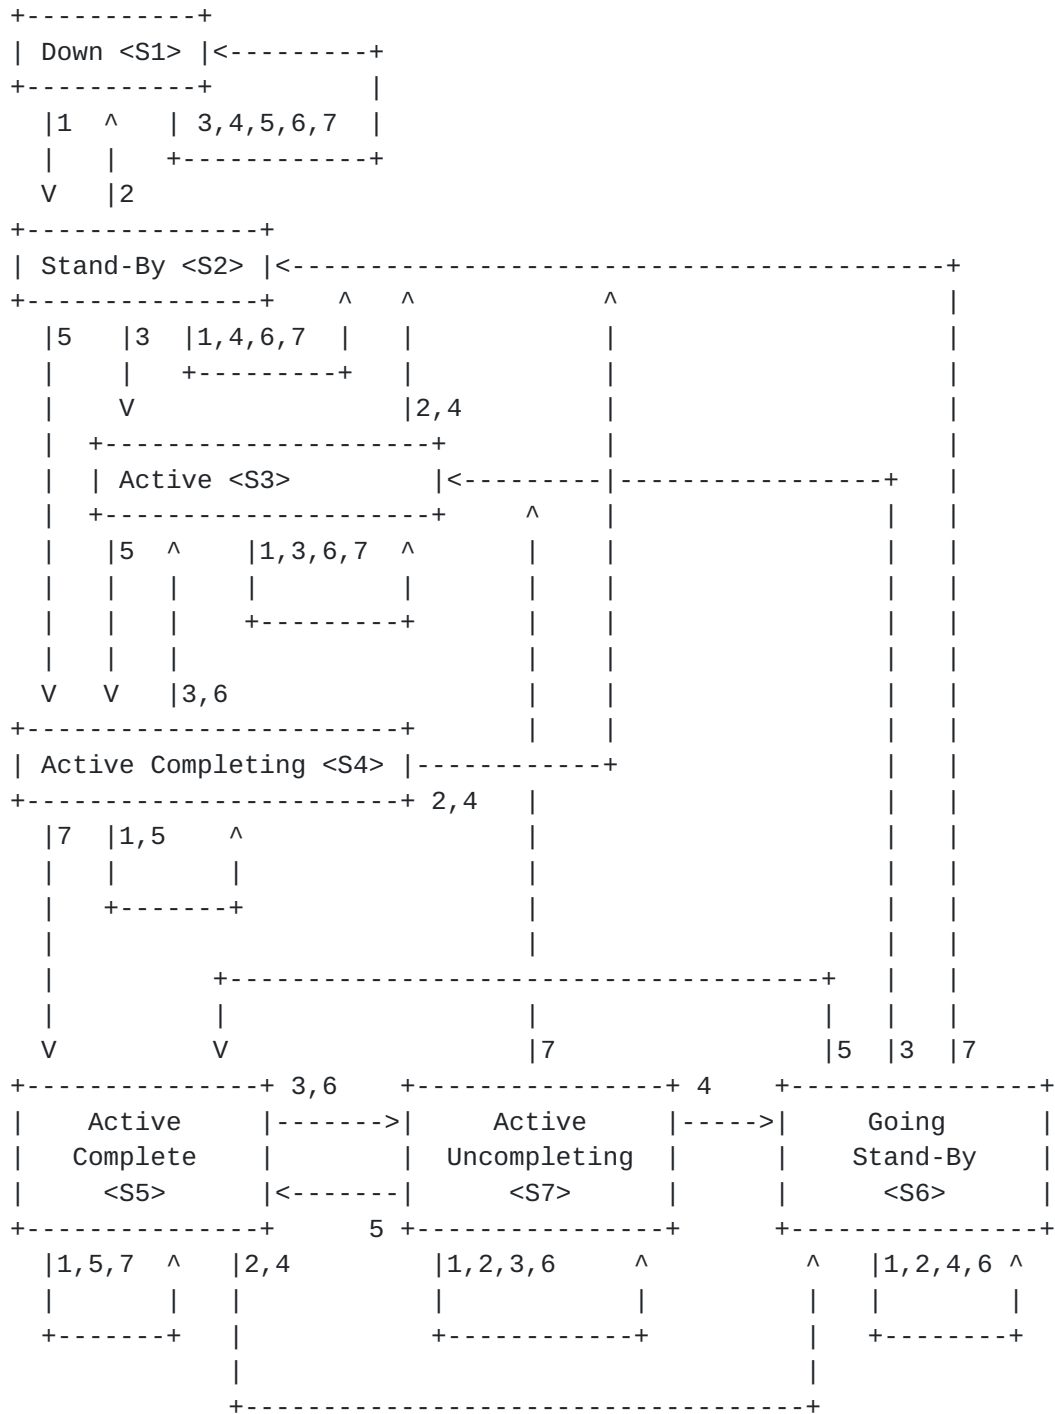 +-----------+
| Down <S1> |<---------+
+-----------+          |
  |1  ^   | 3,4,5,6,7  |
  |   |   +------------+
  V   |2
+---------------+
| Stand-By <S2> |<------------------------------------------+
+---------------+    ^   ^            ^                     |
  |5   |3  |1,4,6,7  |   |            |                     |
  |    |   +---------+   |            |                     |
  |    V                 |2,4         |                     |
  |  +---------------------+          |                     |
  |  | Active <S3>         |<---------|-----------------+   |
  |  +---------------------+     ^    |                 |   |
  |   |5  ^    |1,3,6,7  ^       |    |                 |   |
  |   |   |    |         |       |    |                 |   |
  |   |   |    +---------+       |    |                 |   |
  |   |   |                      |    |                 |   |
  V   V   |3,6                   |    |                 |   |
+------------------------+       |    |                 |   |
| Active Completing <S4> |------------+                 |   |
+------------------------+ 2,4   |                      |   |
  |7  |1,5    ^                  |                      |   |
  |   |       |                  |                      |   |
  |   +-------+                  |                      |   |
  |                              |                      |   |
  |          +--------------------------------------+   |   |
  |          |                   |                  |   |   |
  V          V                   |7                 |5  |3  |7
+---------------+ 3,6    +----------------+ 4    +----------------+
|    Active     |------->|     Active     |----->|     Going      |
|   Complete    |        |  Uncompleting  |      |    Stand-By    |
|     <S5>      |<-------|      <S7>      |      |      <S6>      |
+---------------+      5 +----------------+      +----------------+
  |1,5,7  ^   |2,4         |1,2,3,6     ^          ^   |1,2,4,6 ^
  |       |   |            |            |          |   |        |
  +-------+   |            +------------+          |   +--------+
              |                                    |
              +------------------------------------+